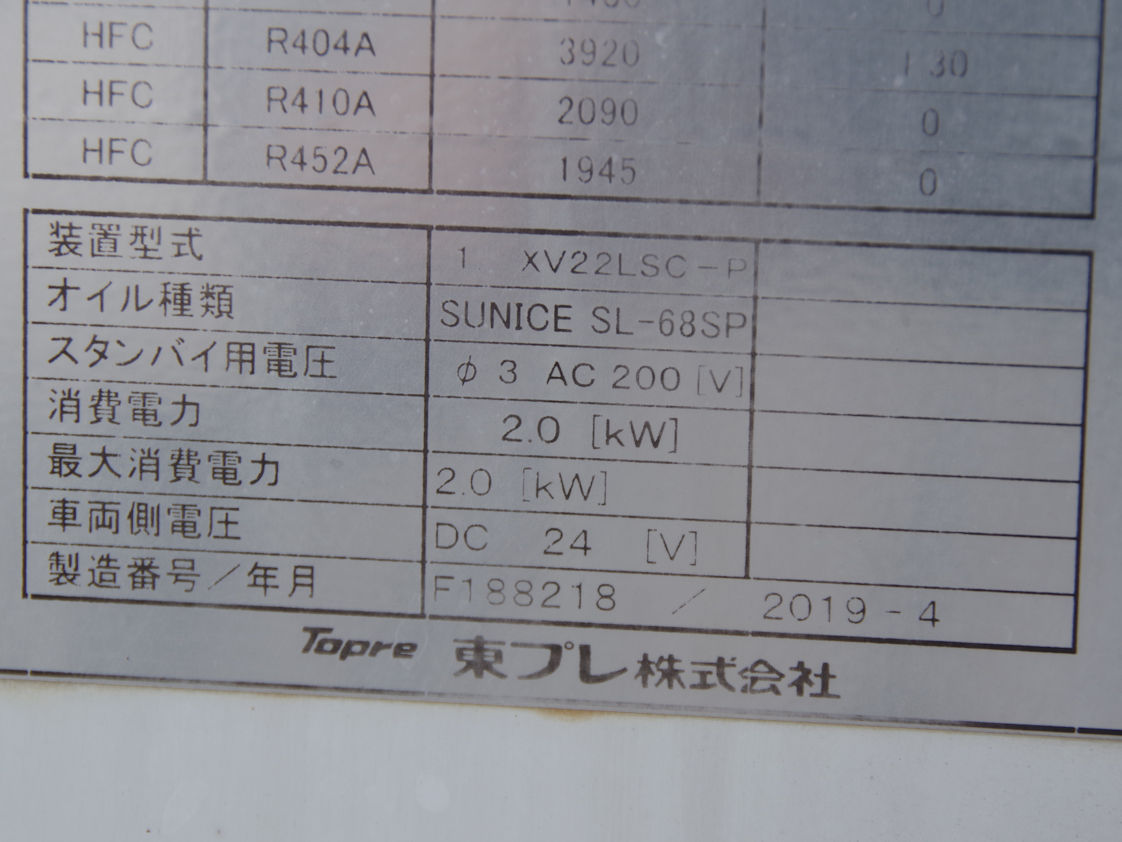 HFC R404A 3920 1.30
HFC R410A 2090 0
HFC R452A 1945 0
装置型式 1 XV22LSC-P
オイル種類 SUNICE SL-68SP
スタンバイ用電圧 φ3 AC 200 [V]
消費電力 2.0 [kW]
最大消費電力 2.0 [kW]
車両側電圧 DC 24 [V]
製造番号/年月 F188218 / 2019-4
Topre 東プレ株式会社